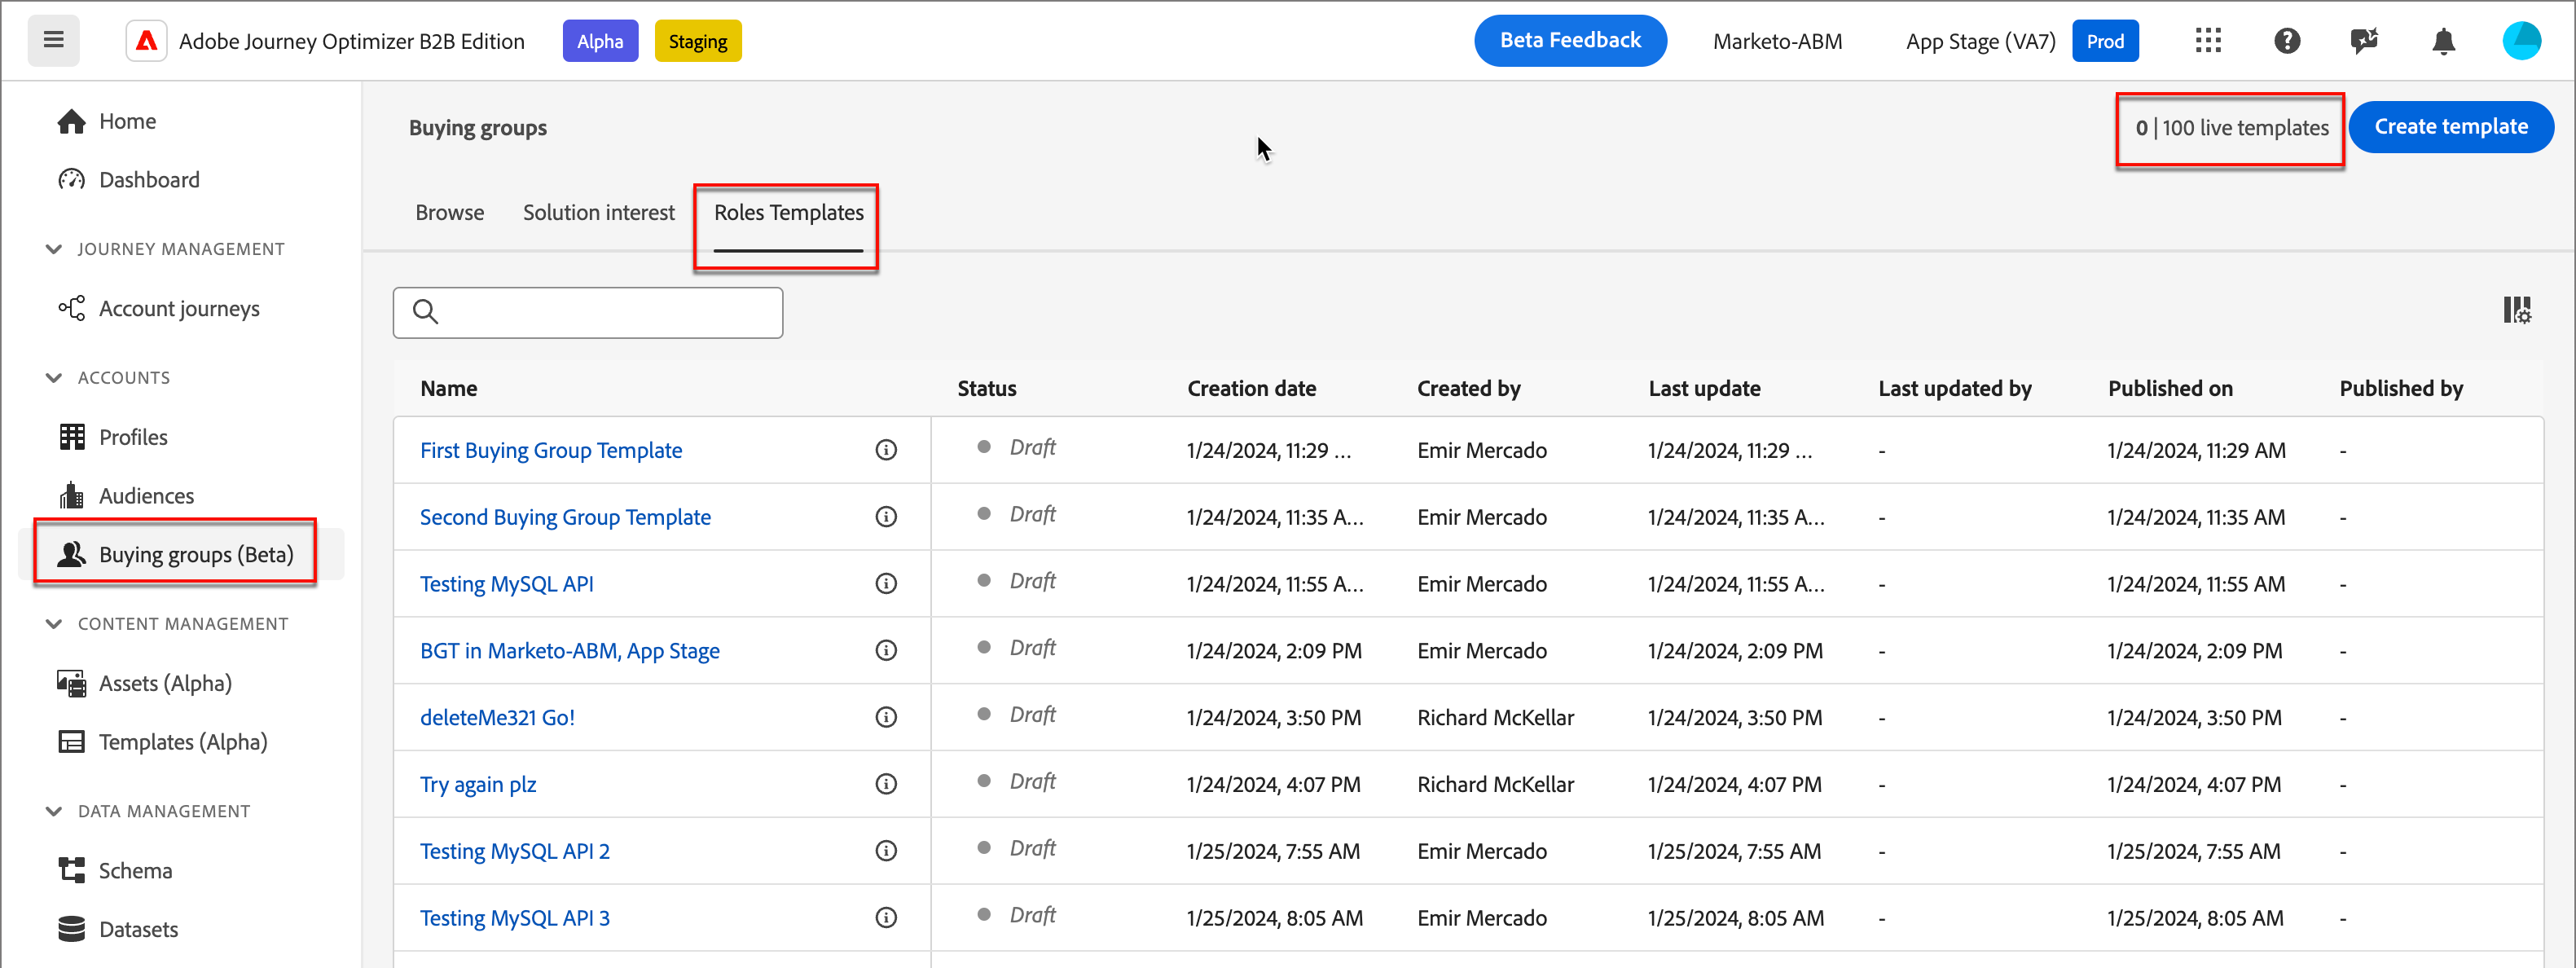 Adobe Journey Optimizer B2B Edition Alpha Staging Beta Feedback Marketo-ABM App Stage (VA7) Prod
Home
Dashboard
JOURNEY MANAGEMENT
Account journeys
ACCOUNTS
Profiles
Audiences
Buying groups (Beta)
CONTENT MANAGEMENT
Assets (Alpha)
Templates (Alpha)
DATA MANAGEMENT
Schema
Datasets
Buying groups
0 | 100 live templates Create template
Browse Solution interest Roles Templates
Name Status Creation date Created by Last update Last updated by Published on Published by
First Buying Group Template Draft 1/24/2024, 11:29 ... Emir Mercado 1/24/2024, 11:29 ... - 1/24/2024, 11:29 AM -
Second Buying Group Template Draft 1/24/2024, 11:35 A... Emir Mercado 1/24/2024, 11:35 A... - 1/24/2024, 11:35 AM -
Testing MySQL API Draft 1/24/2024, 11:55 A... Emir Mercado 1/24/2024, 11:55 A... - 1/24/2024, 11:55 AM -
BGT in Marketo-ABM, App Stage Draft 1/24/2024, 2:09 PM Emir Mercado 1/24/2024, 2:09 PM - 1/24/2024, 2:09 PM -
deleteMe321 Go! Draft 1/24/2024, 3:50 PM Richard McKellar 1/24/2024, 3:50 PM - 1/24/2024, 3:50 PM -
Try again plz Draft 1/24/2024, 4:07 PM Richard McKellar 1/24/2024, 4:07 PM - 1/24/2024, 4:07 PM -
Testing MySQL API 2 Draft 1/25/2024, 7:55 AM Emir Mercado 1/25/2024, 7:55 AM - 1/25/2024, 7:55 AM -
Testing MySQL API 3 Draft 1/25/2024, 8:05 AM Emir Mercado 1/25/2024, 8:05 AM - 1/25/2024, 8:05 AM -